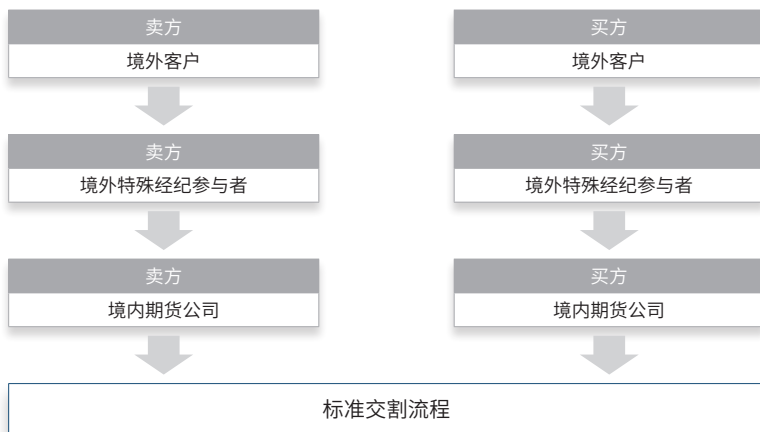 卖方
境外客户
买方
境外客户
卖方
境外特殊经纪参与者
买方
境外特殊经纪参与者
卖方
境内期货公司
买方
境内期货公司
标准交割流程